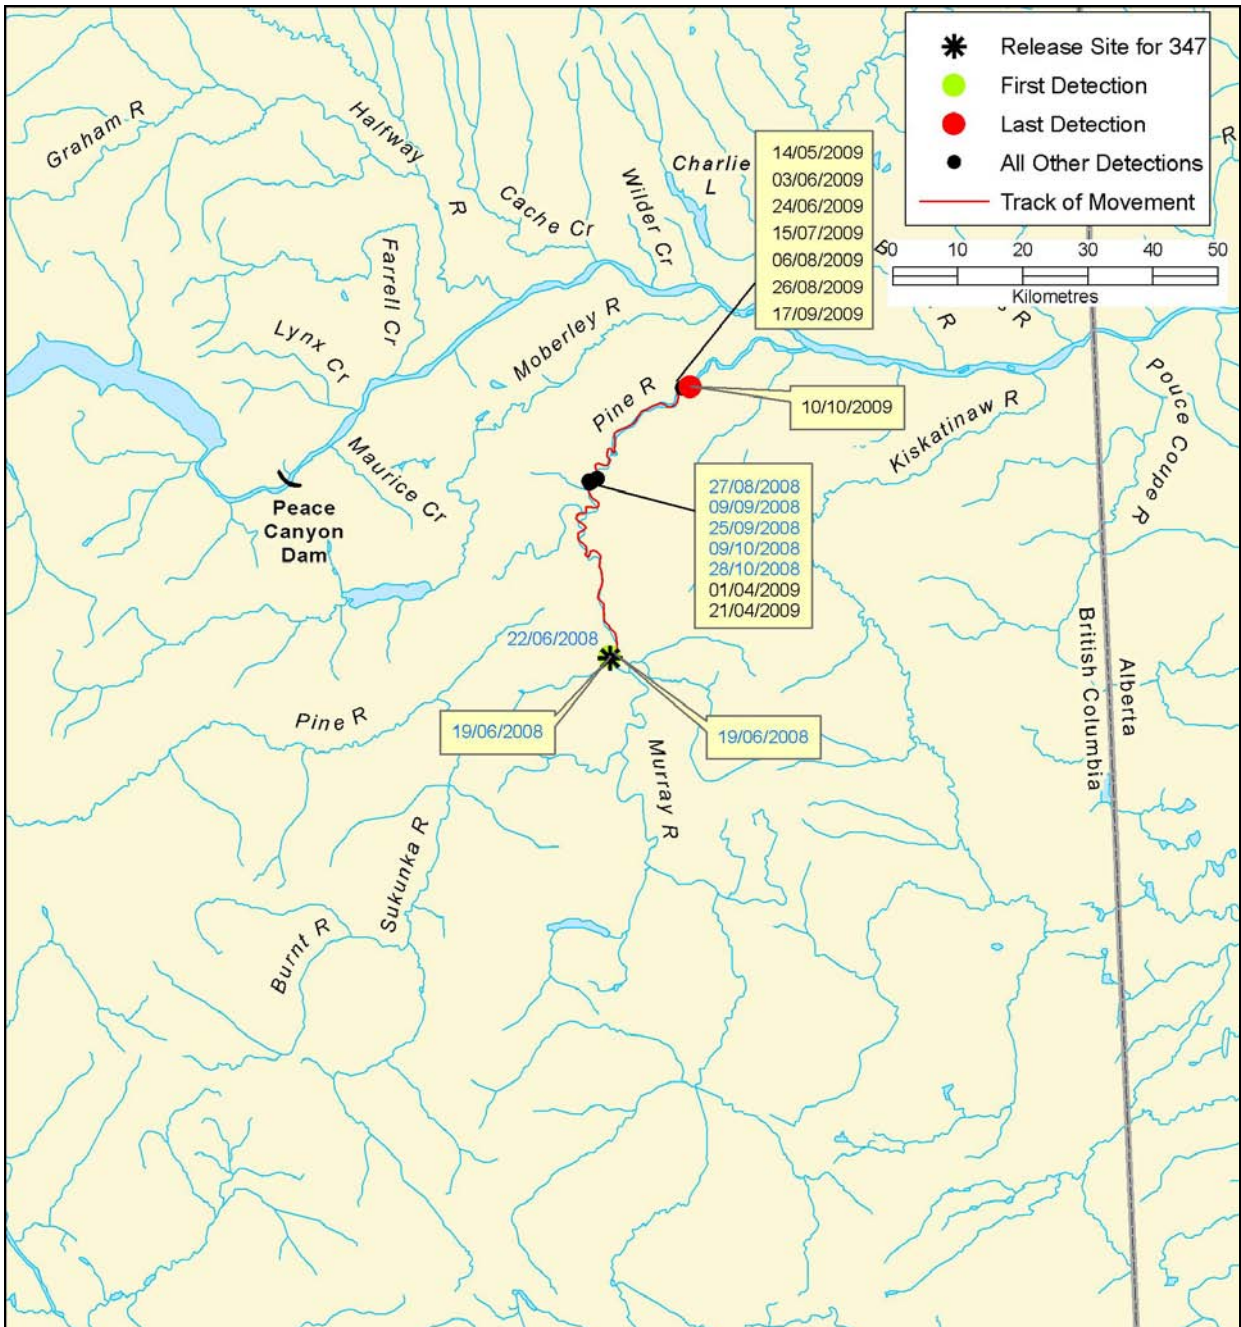 Release Site for 347
First Detection
Last Detection
All Other Detections
Track of Movement
0 10 20 30 40 50
Kilometres
Graham R
Halfway
R
Cache Cr
Wilder Cr
Charlie
L
Farrell Cr
Lynx Cr
Moberley R
Maurice Cr
Peace
Canyon
Dam
Pine R
14/05/2009
03/06/2009
24/06/2009
15/07/2009
06/08/2009
26/08/2009
17/09/2009
10/10/2009
R
R
R
Kiskatinaw R
Pouce Coupe R
27/08/2008
09/09/2008
25/09/2008
09/10/2008
28/10/2008
01/04/2009
21/04/2009
22/06/2008
19/06/2008
19/06/2008
Pine R
Murray R
Sukunka R
Burnt R
British Columbia
Alberta